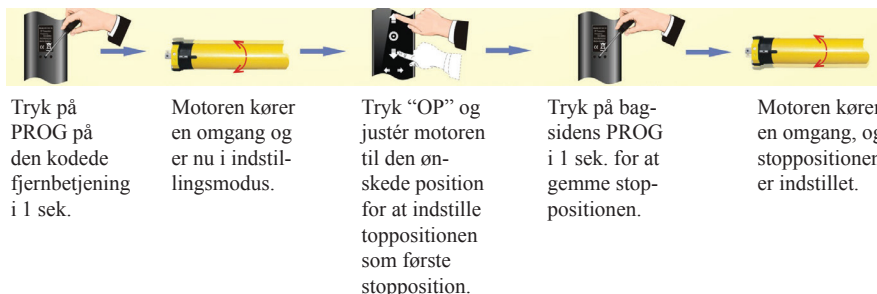 Tryk på
PROG på
den kodede
fjernbetjening
i 1 sek.
Motoren kører
en omgang og
er nu i indstil-
lingsmodus.
Tryk “OP” og
justér motoren
til den øn-
skede position
for at indstille
toppositionen
som første
stopposition.
Tryk på bag-
sidens PROG
i 1 sek. for at
gemme stop-
positionen.
Motoren kører
en omgang, og
stoppositionen
er indstillet.